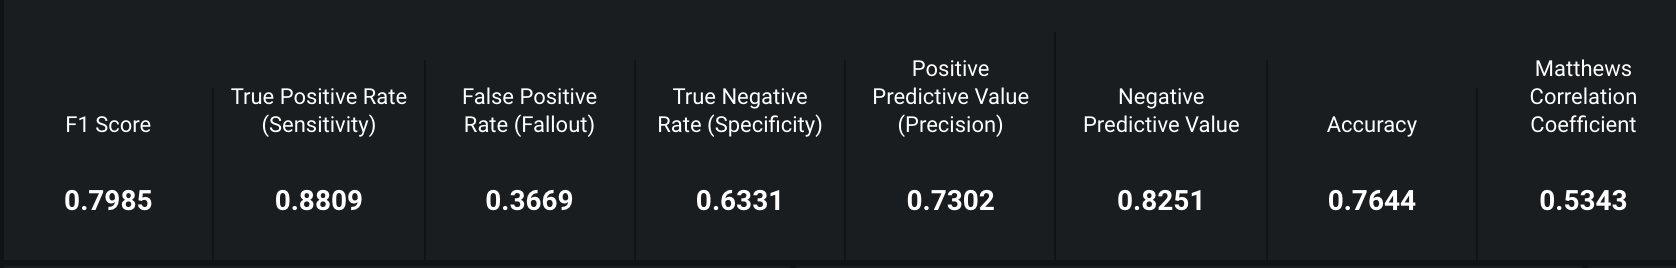 F1 Score
True Positive Rate
(Sensitivity)
False Positive
Rate (Fallout)
True Negative
Rate (Specificity)
Positive
Predictive Value
(Precision)
Negative
Predictive Value
Accuracy
Matthews
Correlation
Coefficient
0.7985
0.8809
0.3669
0.6331
0.7302
0.8251
0.7644
0.5343